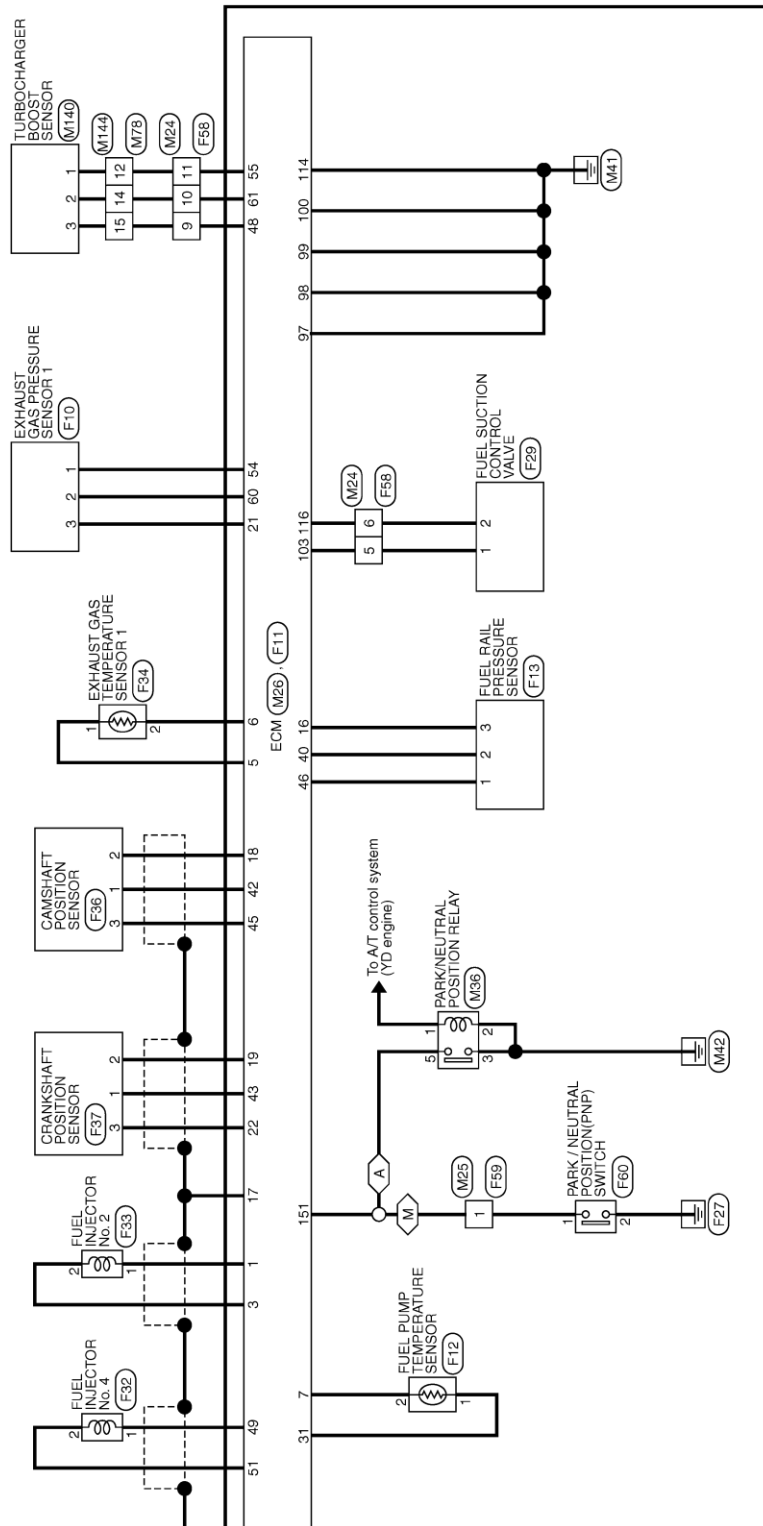 FUEL
INJECTOR
No. 4
F32
2
1
51
49
FUEL
INJECTOR
No. 2
F33
2
1
3
1
17
CRANKSHAFT
POSITION
SENSOR
F37
3 1 2
22 43 19
CAMSHAFT
POSITION
SENSOR
F36
3 1 2
45 42 18
EXHAUST GAS
TEMPERATURE
SENSOR 1
F34
1
2
5 6
EXHAUST
GAS PRESSURE
SENSOR 1
F10
3 2 1
21 60 54
TURBOCHARGER
BOOST
SENSOR
M140
3 2 1
M144
15 14 12
M78
M24
9 10 11
F58
48 61 55
ECM M26 , F11
31 7
2
1
FUEL PUMP
TEMPERATURE
SENSOR
F12
151
A
M
M25
1
F59
1
2
PARK / NEUTRAL
POSITION(PNP)
SWITCH
F60
F27
To A/T control system
(YD engine)
5 1
3 2
PARK/NEUTRAL
POSITION RELAY
M36
M42
46 40 16
1 2 3
FUEL RAIL
PRESSURE
SENSOR
F13
103 116
M24
5 6
F58
1 2
FUEL SUCTION
CONTROL
VALVE
F29
97 98 99 100 114
M41